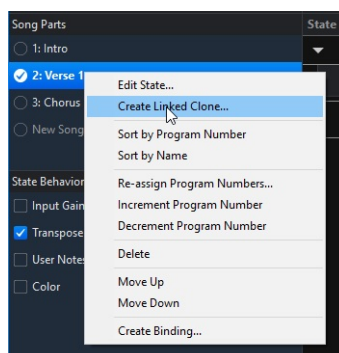 Song Parts
State
1: Intro
2: Verse 1
3: Chorus
New Song
Edit State...
Create Linked Clone...
Sort by Program Number
Sort by Name
Re-assign Program Numbers...
Increment Program Number
Decrement Program Number
Delete
Move Up
Move Down
Create Binding...
State Behavior
Input Gain
Transpose
User Notes
Color